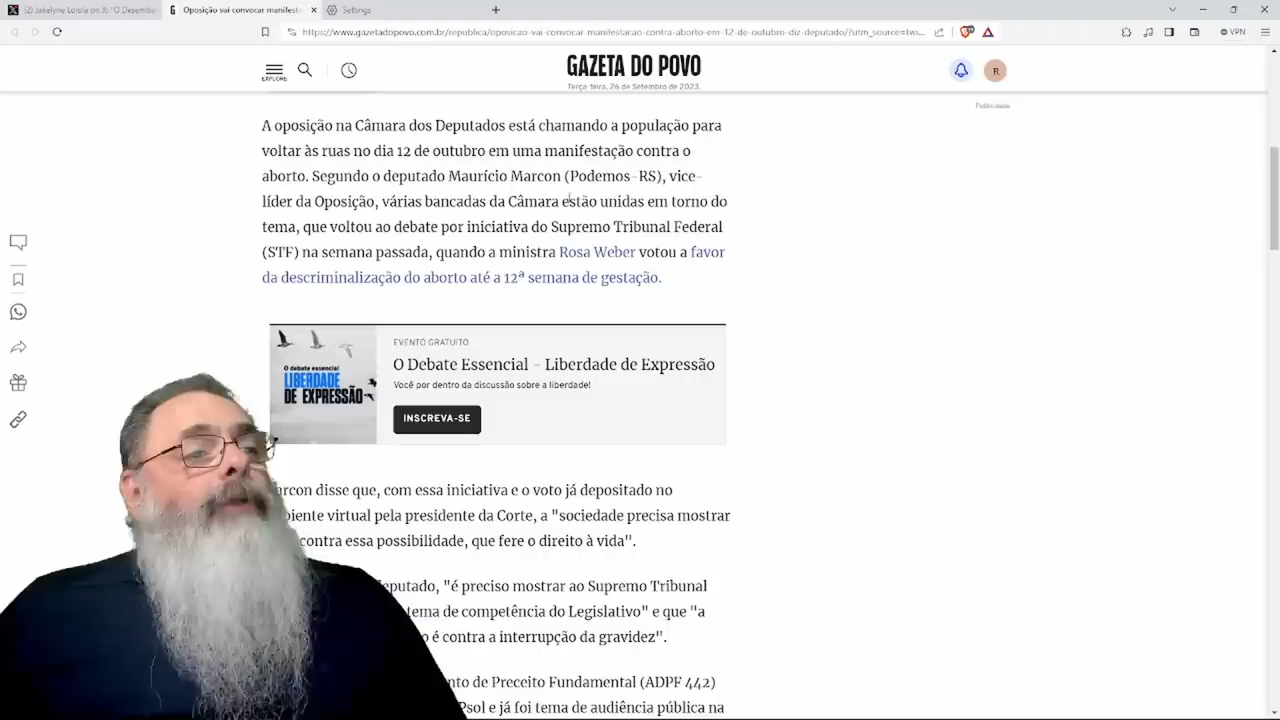 (2) Jakelyne Loiola on X: "O Desemba
Oposição vai convocar manifesta
Settings
https://www.gazetadopovo.com.br/republica/oposicao-vai-convocar-manifestacao-contra-aborto-em-12-de-outubro-diz-deputado/?utm_source=tw...
VPN
EXPLORE
GAZETA DO POVO
R
Terça-feira, 26 de Setembro de 2023.
Publicidade
A oposição na Câmara dos Deputados está chamando a população para
voltar às ruas no dia 12 de outubro em uma manifestação contra o
aborto. Segundo o deputado Maurício Marcon (Podemos-RS), vice-
líder da Oposição, várias bancadas da Câmara estão unidas em torno do
tema, que voltou ao debate por iniciativa do Supremo Tribunal Federal
(STF) na semana passada, quando a ministra Rosa Weber votou a favor
da descriminalização do aborto até a 12ª semana de gestação.
O debate essencial
LIBERDADE
DE EXPRESSÃO
EVENTO GRATUITO
O Debate Essencial - Liberdade de Expressão
Você por dentro da discussão sobre a liberdade!
INSCREVA-SE
arcon disse que, com essa iniciativa e o voto já depositado no
biente virtual pela presidente da Corte, a "sociedade precisa mostrar
contra essa possibilidade, que fere o direito à vida".
eputado, "é preciso mostrar ao Supremo Tribunal
tema de competência do Legislativo" e que "a
o é contra a interrupção da gravidez".
nto de Preceito Fundamental (ADPF 442)
Psol e já foi tema de audiência pública na